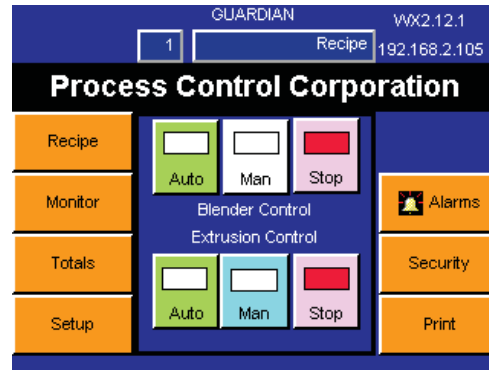 GUARDIAN
WX2.12.1
1
Recipe
192.168.2.105
Process Control Corporation
Recipe
Auto
Man
Stop
Monitor
Blender Control
Alarms
Extrusion Control
Totals
Security
Auto
Man
Stop
Setup
Print